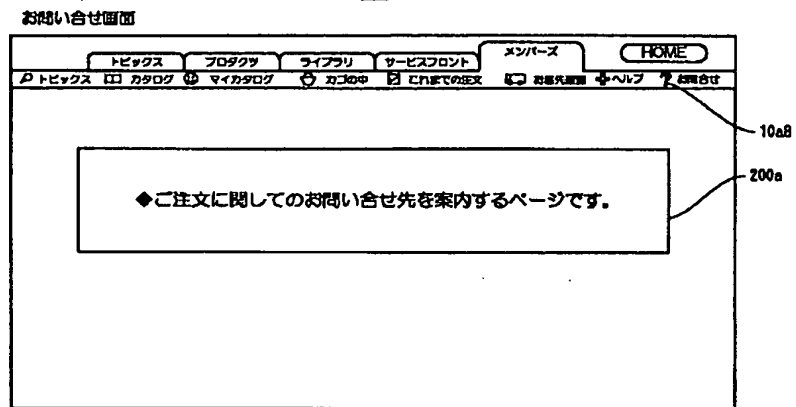 お問い合せ画面
トピックス プロダクツ ライブラリ サービスフロント メンバーズ HOME
トピックス カタログ マイカタログ カゴの中 これまでの注文 お届先確認 ヘルプ お問合せ
10a8
200a
◆ご注文に関してのお問い合せ先を案内するページです。